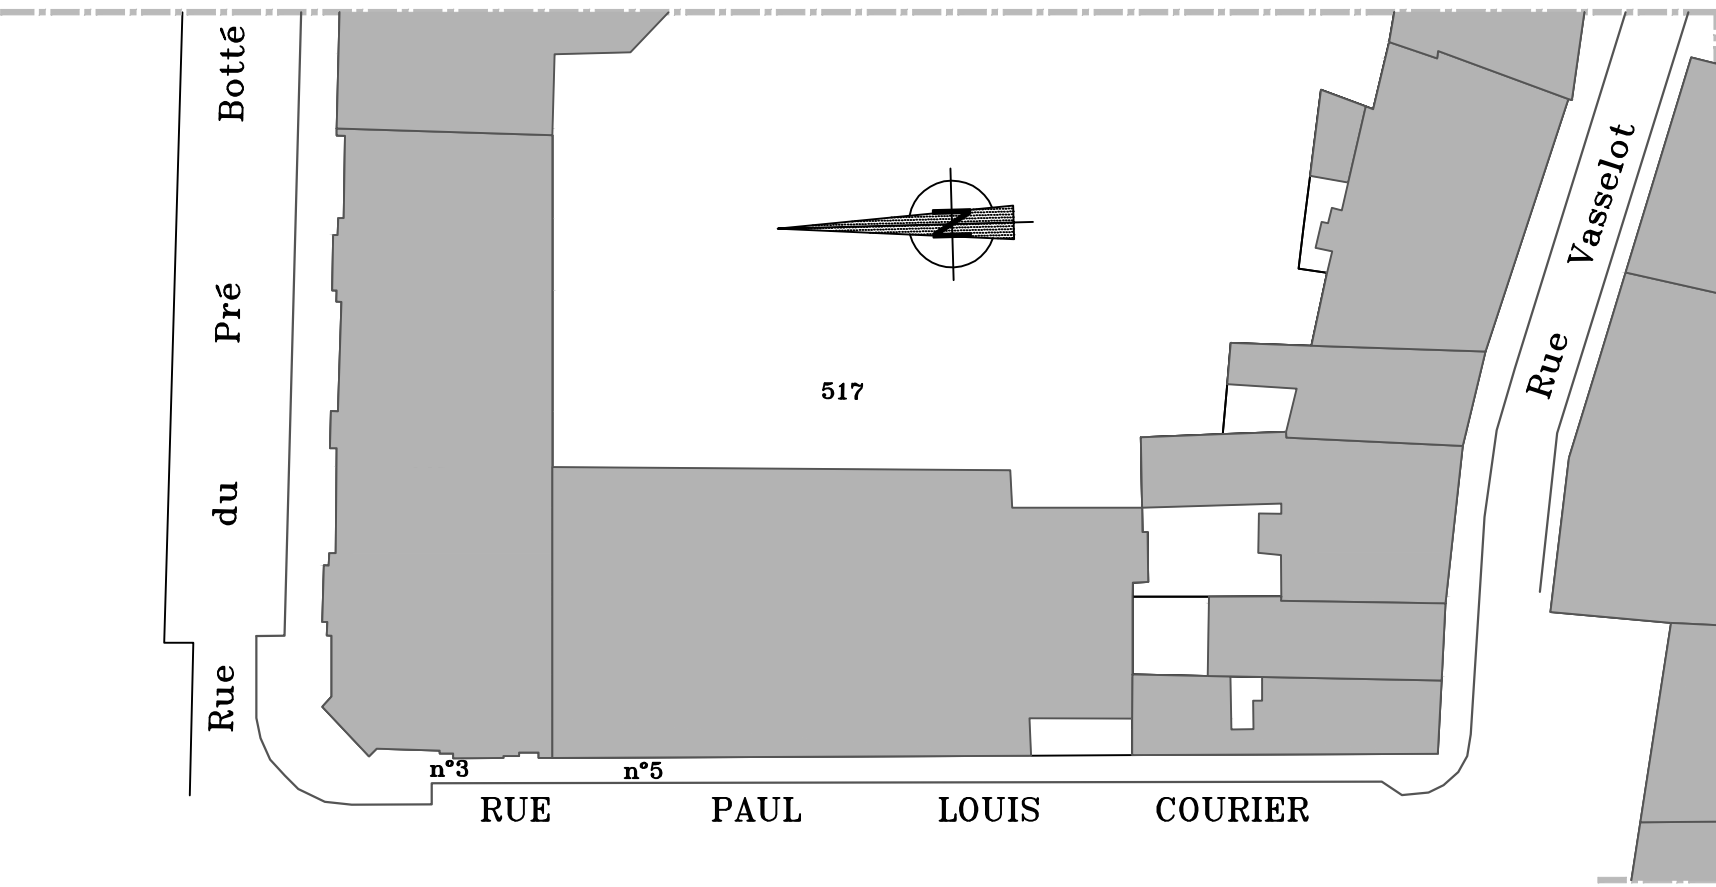 Rue du Pré Botté
N
517
Rue Vasselot
n°3
n°5
RUE PAUL LOUIS COURIER